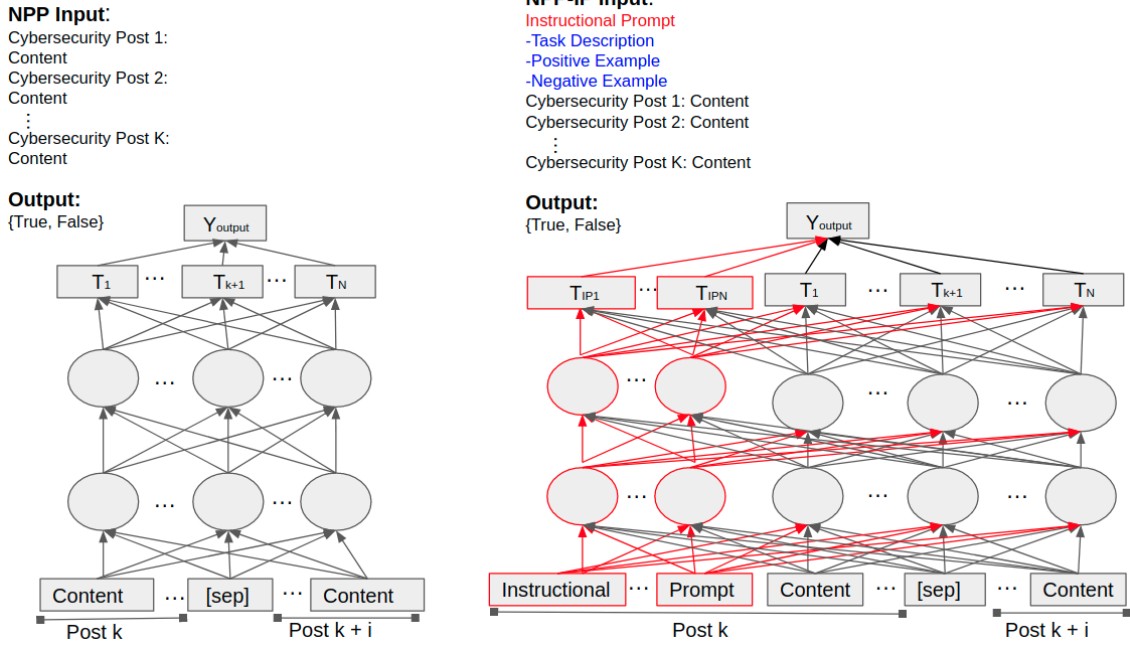 NPP Input:
Cybersecurity Post 1:
Content
Cybersecurity Post 2:
Content
⋮
Cybersecurity Post K:
Content
Output:
{True, False}
Youtput
T1 ... Tk+1 ... TN
... ...
... ...
Content ... [sep] ... Content
Post k Post k + i
NPP-IP Input:
Instructional Prompt
-Task Description
-Positive Example
-Negative Example
Cybersecurity Post 1: Content
Cybersecurity Post 2: Content
⋮
Cybersecurity Post K: Content
Output:
{True, False}
Youtput
TIP1 ... TIPN T1 ... Tk+1 ... TN
... ... ...
... ... ...
Instructional ... Prompt Content ... [sep] ... Content
Post k Post k + i